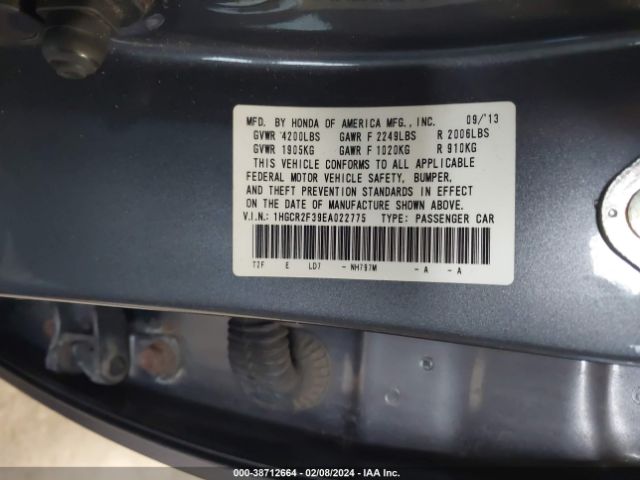 MFD. BY HONDA OF AMERICA MFG., INC. 09/'13
GVWR 4200LBS GAWR F 2249LBS R 2006LBS
GVWR 1905KG GAWR F 1020KG R 910KG
THIS VEHICLE CONFORMS TO ALL APPLICABLE
FEDERAL MOTOR VEHICLE SAFETY, BUMPER,
AND THEFT PREVENTION STANDARDS IN EFFECT
ON THE DATE OF MANUFACTURE SHOWN ABOVE.
V.I.N.: 1HGCR2F39EA022775 TYPE: PASSENGER CAR
T2F E LD7 - NH797M - A - A
000-38712664 - 02/08/2024 - IAA Inc.